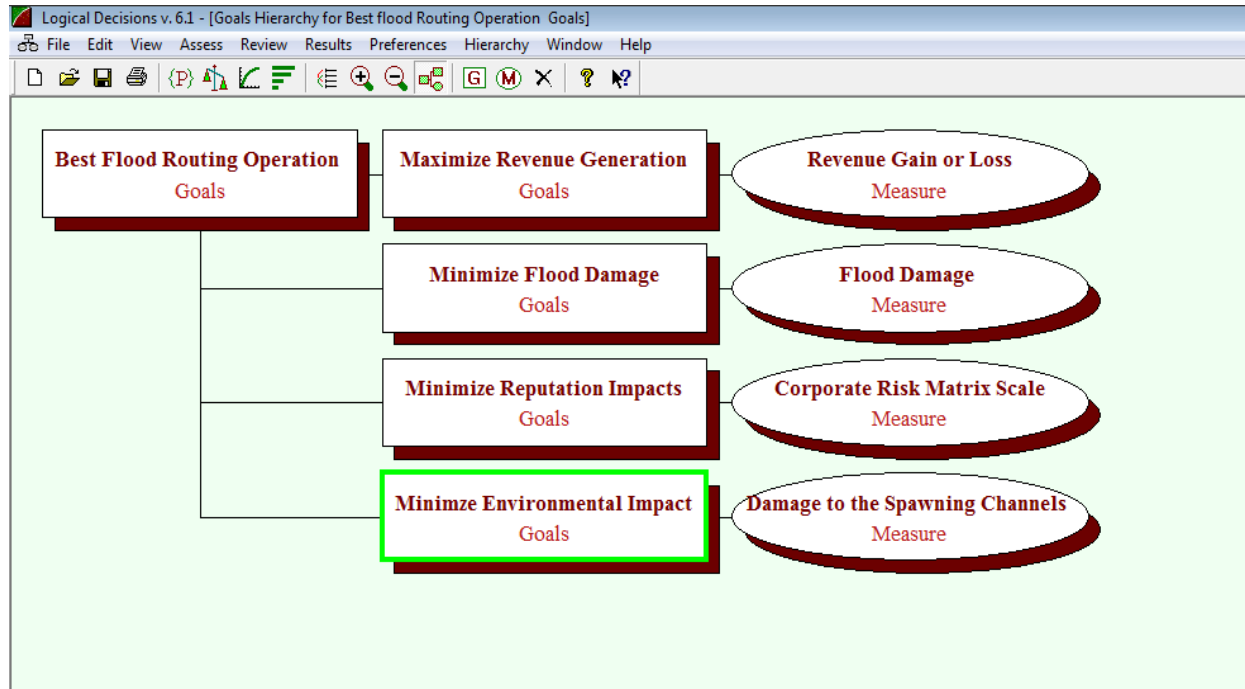 Logical Decisions v. 6.1 - [Goals Hierarchy for Best flood Routing Operation  Goals]
File Edit View Assess Review Results Preferences Hierarchy Window Help
{P} G M ? ?
Best Flood Routing Operation
Goals
Maximize Revenue Generation
Goals
Revenue Gain or Loss
Measure
Minimize Flood Damage
Goals
Flood Damage
Measure
Minimize Reputation Impacts
Goals
Corporate Risk Matrix Scale
Measure
Minimze Environmental Impact
Goals
Damage to the Spawning Channels
Measure